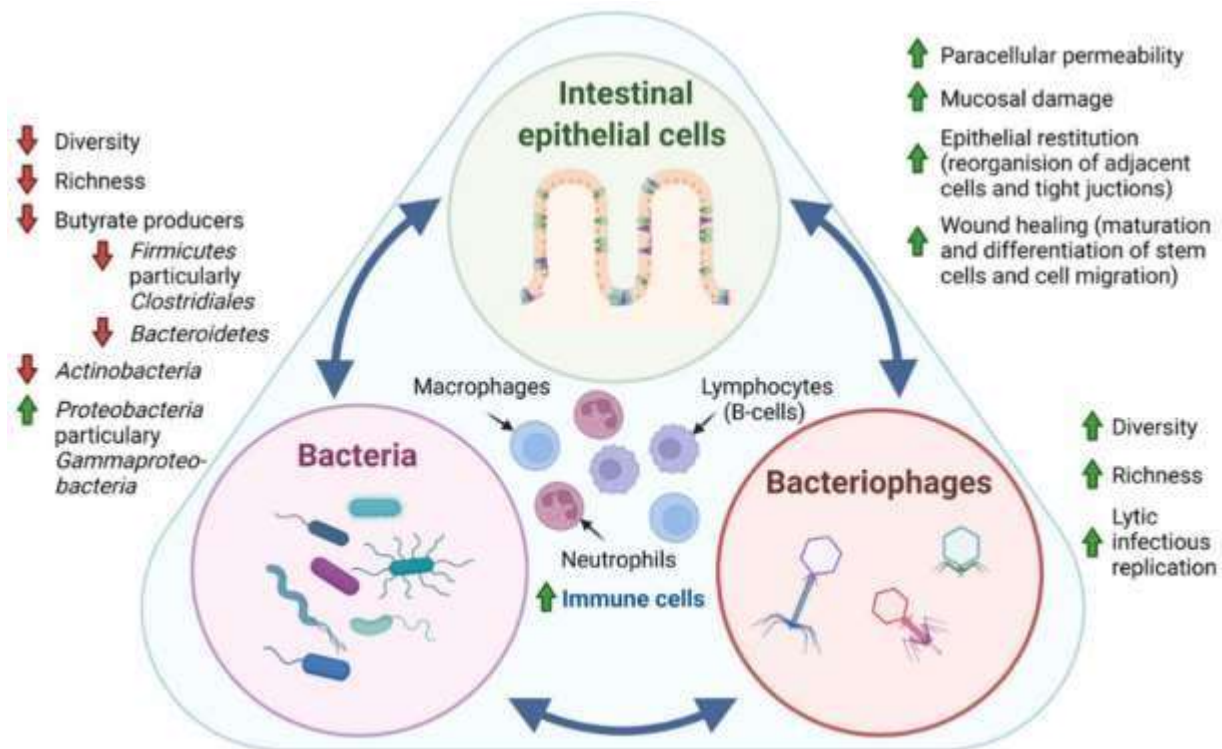 Intestinal
epithelial cells
Diversity
Richness
Butyrate producers
Firmicutes
particularly
Clostridiales
Bacteroidetes
Actinobacteria
Proteobacteria
particulary
Gammaproteo-
bacteria
Paracellular permeability
Mucosal damage
Epithelial restitution
(reorganision of adjacent
cells and tight juctions)
Wound healing (maturation
and differentiation of stem
cells and cell migration)
Macrophages
Lymphocytes
(B-cells)
Neutrophils
Immune cells
Bacteria
Bacteriophages
Diversity
Richness
Lytic
infectious
replication